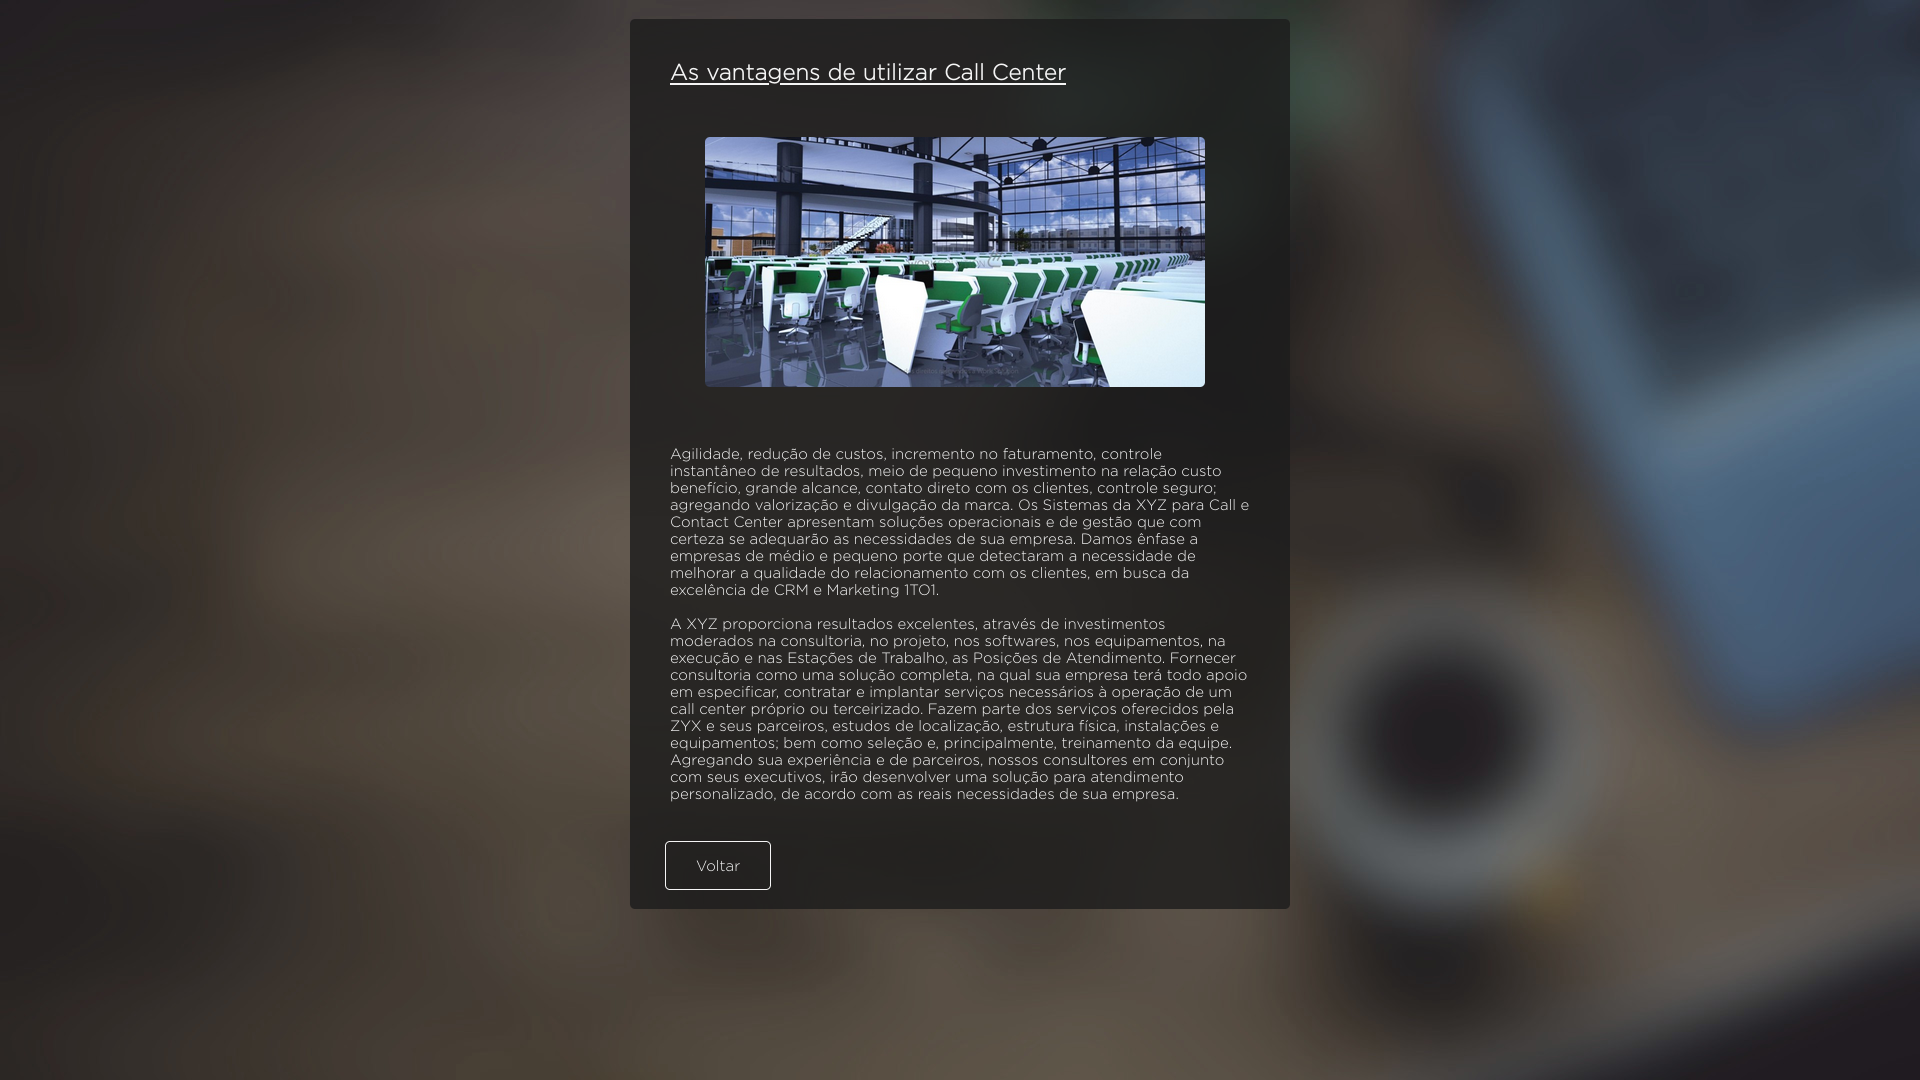 As vantagens de utilizar Call Center
Agilidade, redução de custos, incremento no faturamento, controle
instantâneo de resultados, meio de pequeno investimento na relação custo
benefício, grande alcance, contato direto com os clientes, controle seguro;
agregando valorização e divulgação da marca. Os Sistemas da XYZ para Call e
Contact Center apresentam soluções operacionais e de gestão que com
certeza se adequarão as necessidades de sua empresa. Damos ênfase a
empresas de médio e pequeno porte que detectaram a necessidade de
melhorar a qualidade do relacionamento com os clientes, em busca da
excelência de CRM e Marketing 1TO1.
A XYZ proporciona resultados excelentes, através de investimentos
moderados na consultoria, no projeto, nos softwares, nos equipamentos, na
execução e nas Estações de Trabalho, as Posições de Atendimento. Fornecer
consultoria como uma solução completa, na qual sua empresa terá todo apoio
em especificar, contratar e implantar serviços necessários à operação de um
call center próprio ou terceirizado. Fazem parte dos serviços oferecidos pela
ZYX e seus parceiros, estudos de localização, estrutura física, instalações e
equipamentos; bem como seleção e, principalmente, treinamento da equipe.
Agregando sua experiência e de parceiros, nossos consultores em conjunto
com seus executivos, irão desenvolver uma solução para atendimento
personalizado, de acordo com as reais necessidades de sua empresa.
Voltar